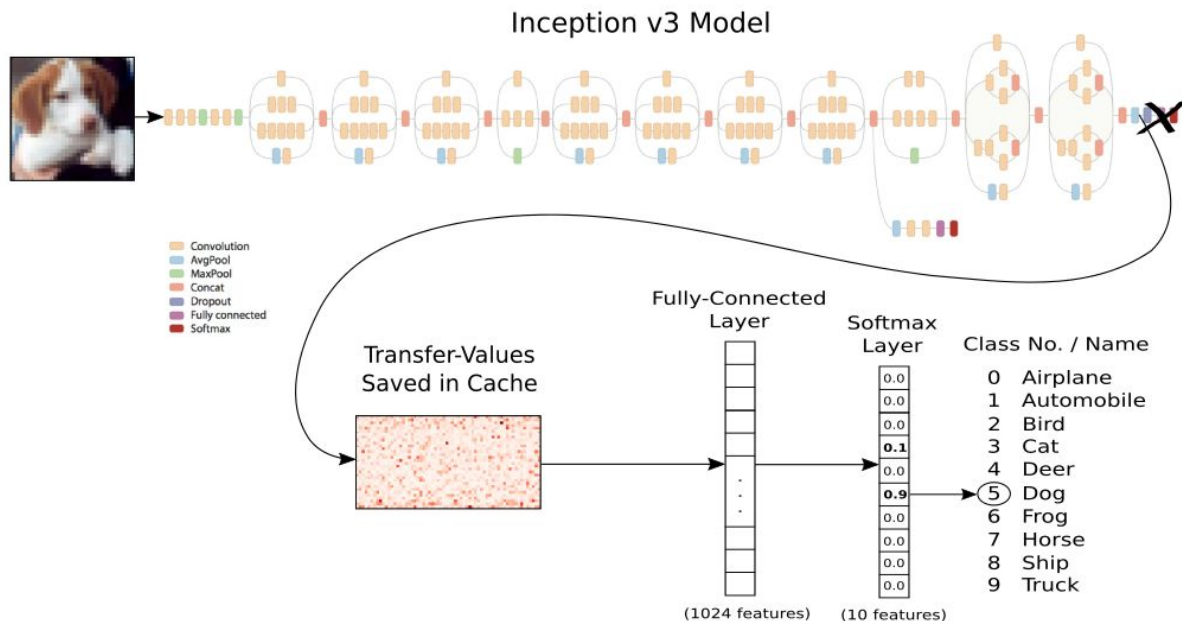 Inception v3 Model
Convolution
AvgPool
MaxPool
Concat
Dropout
Fully connected
Softmax
Transfer-Values
Saved in Cache
Fully-Connected
Layer
(1024 features)
Softmax
Layer
0.0
0.0
0.0
0.1
0.0
0.9
0.0
0.0
0.0
0.0
(10 features)
Class No. / Name
0 Airplane
1 Automobile
2 Bird
3 Cat
4 Deer
5 Dog
6 Frog
7 Horse
8 Ship
9 Truck